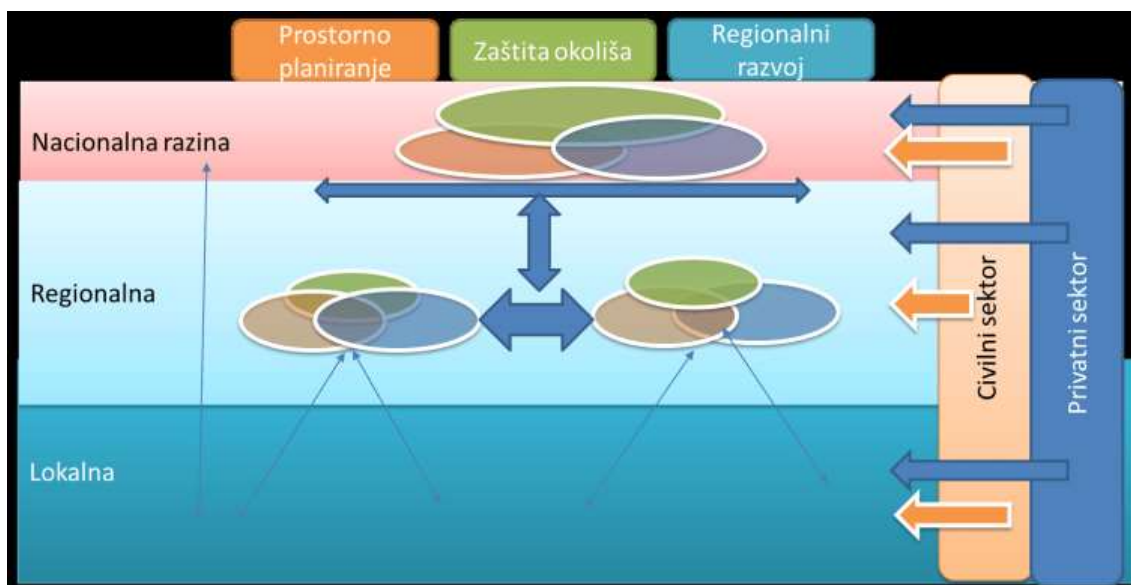 Prostorno
planiranje
Zaštita okoliša
Regionalni
razvoj
Nacionalna razina
Regionalna
Lokalna
Civilni sektor
Privatni sektor